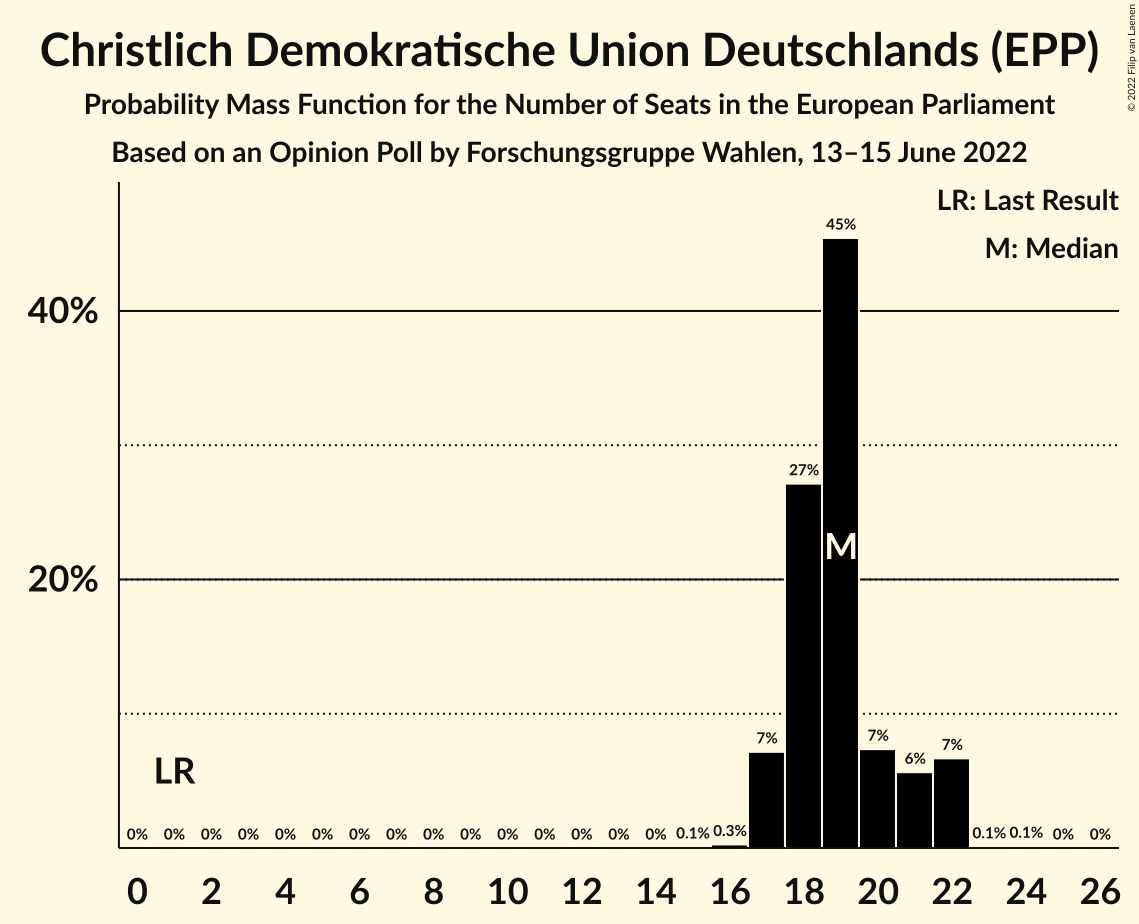 Christlich Demokratische Union Deutschlands (EPP)
Probability Mass Function for the Number of Seats in the European Parliament
Based on an Opinion Poll by Forschungsgruppe Wahlen, 13–15 June 2022
© 2022 Filip van Laenen
LR: Last Result
M: Median
45%
40%
27%
M
20%
7%
7%
6%
7%
LR
0% 0% 0% 0% 0% 0% 0% 0% 0% 0% 0% 0% 0% 0% 0% 0.1% 0.3% 0.1% 0.1% 0% 0%
0 2 4 6 8 10 12 14 16 18 20 22 24 26